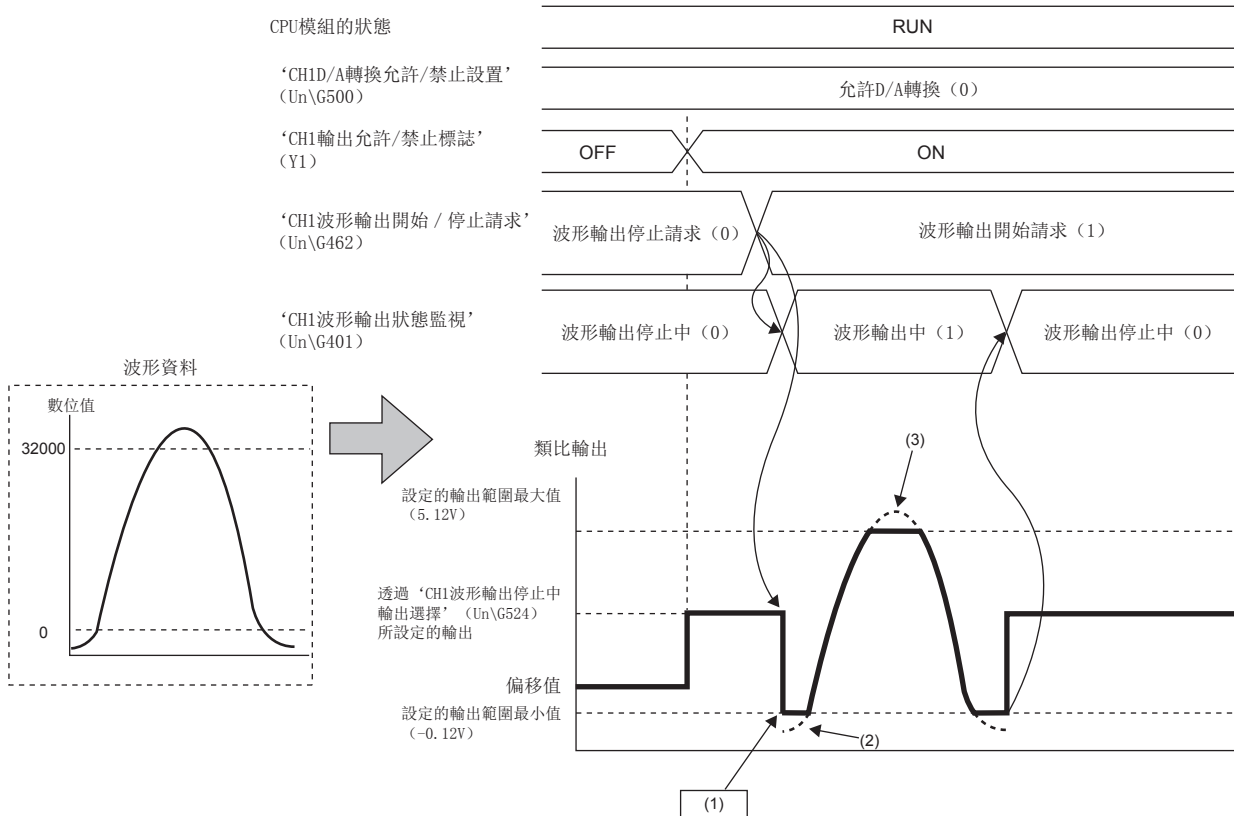 CPU模組的狀態
RUN
‘CH1D/A轉換允許/禁止設置’
(Un\G500)
允許D/A轉換（0）
‘CH1輸出允許/禁止標誌’
(Y1)
OFF
ON
‘CH1波形輸出開始／停止請求’
(Un\G462)
波形輸出停止請求（0）
波形輸出開始請求（1）
‘CH1波形輸出狀態監視’
(Un\G401)
波形輸出停止中（0）
波形輸出中（1）
波形輸出停止中（0）
波形資料
數位值
32000
0
類比輸出
設定的輸出範圍最大值
（5.12V）
透過‘CH1波形輸出停止中
輸出選擇’（Un\G524）
所設定的輸出
偏移值
設定的輸出範圍最小值
（-0.12V）
(3)
(2)
(1)